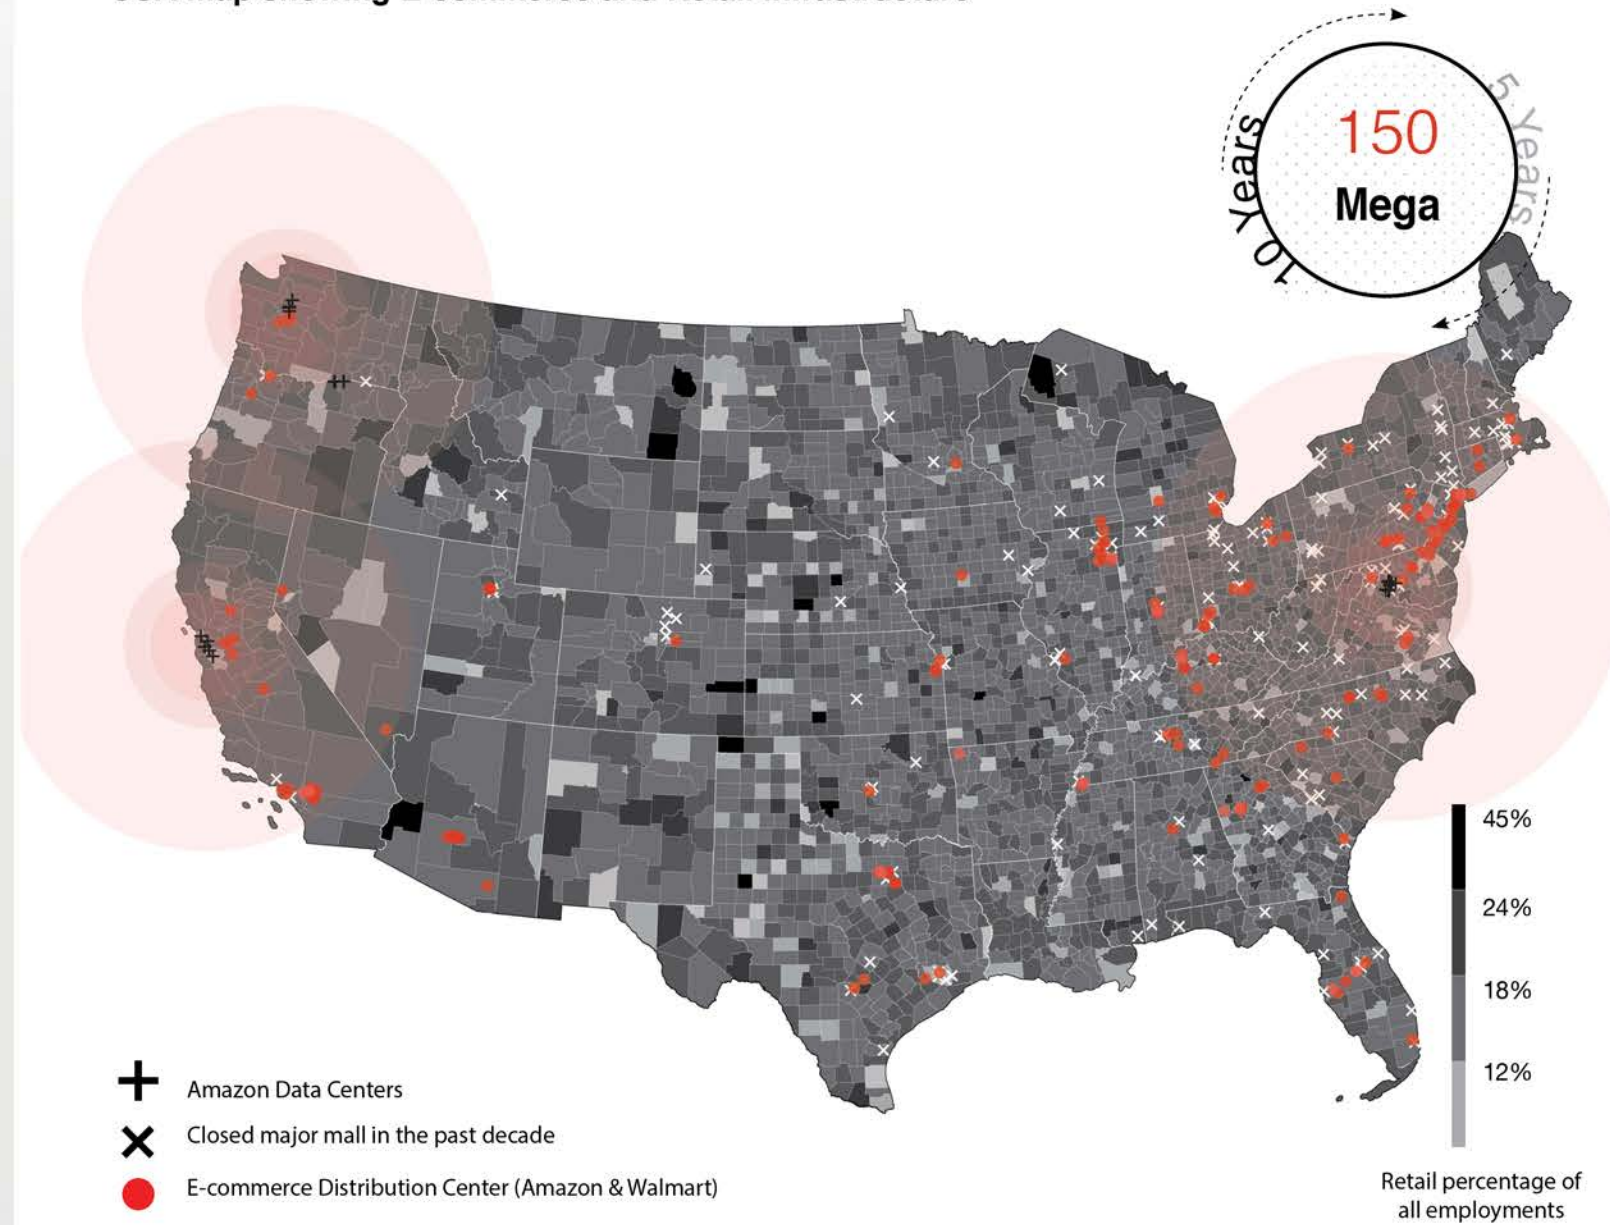 10 Years
5 Years
150
Mega
45%
24%
18%
12%
Amazon Data Centers
Closed major mall in the past decade
E-commerce Distribution Center (Amazon & Walmart)
Retail percentage of
all employments